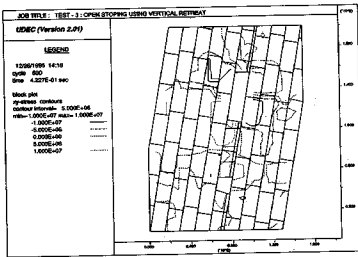 JOB TITLE : TEST - 3 : OPEN STOPING USING VERTICAL RETREAT
UDEC (Version 2.01)
LEGEND
12/26/1995 14:18
cycle 600
time 4.327E-01 sec
block plot
xy-stress contours
contour interval= 5.000E+06
min=-1.000E+07 max= 1.000E+07
-1.000E+07
-5.000E+06
0.000E+00
5.000E+06
1.000E+07